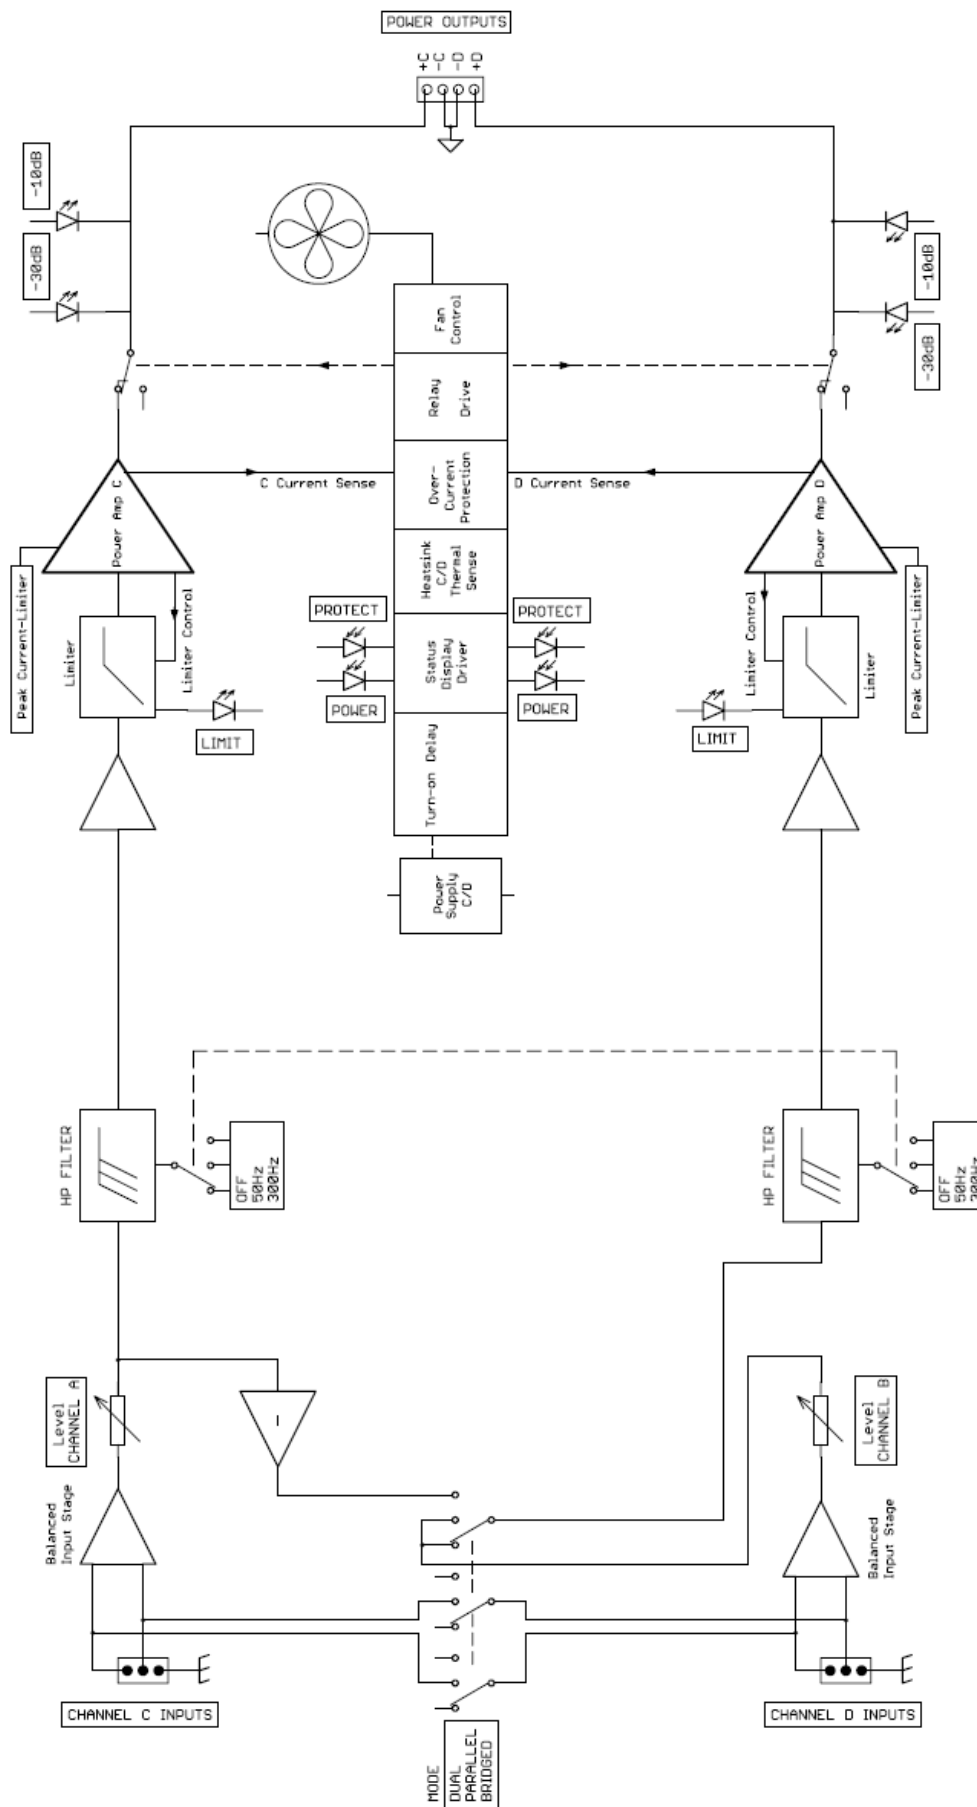 POWER OUTPUTS
+C
-C
-D
+D
-10dB
-30dB
-10dB
-30dB
Fan
Control
Relay
Drive
Over-
Current
Protection
Heatsink
C/D
Thermal
Sense
Status
Display
Driver
Turn-on Delay
Power
Supply
C/D
C Current Sense
D Current Sense
Power Amp C
Power Amp D
Peak Current-Limiter
Limiter
Limiter Control
LIMIT
PROTECT
POWER
PROTECT
POWER
Limiter Control
Limiter
Peak Current-Limiter
LIMIT
HP FILTER
OFF
50Hz
300Hz
HP FILTER
OFF
50Hz
300Hz
Level
CHANNEL A
Level
CHANNEL B
Balanced
Input Stage
Balanced
Input Stage
CHANNEL C INPUTS
CHANNEL D INPUTS
MODE
DUAL
PARALLEL
BRIDGED